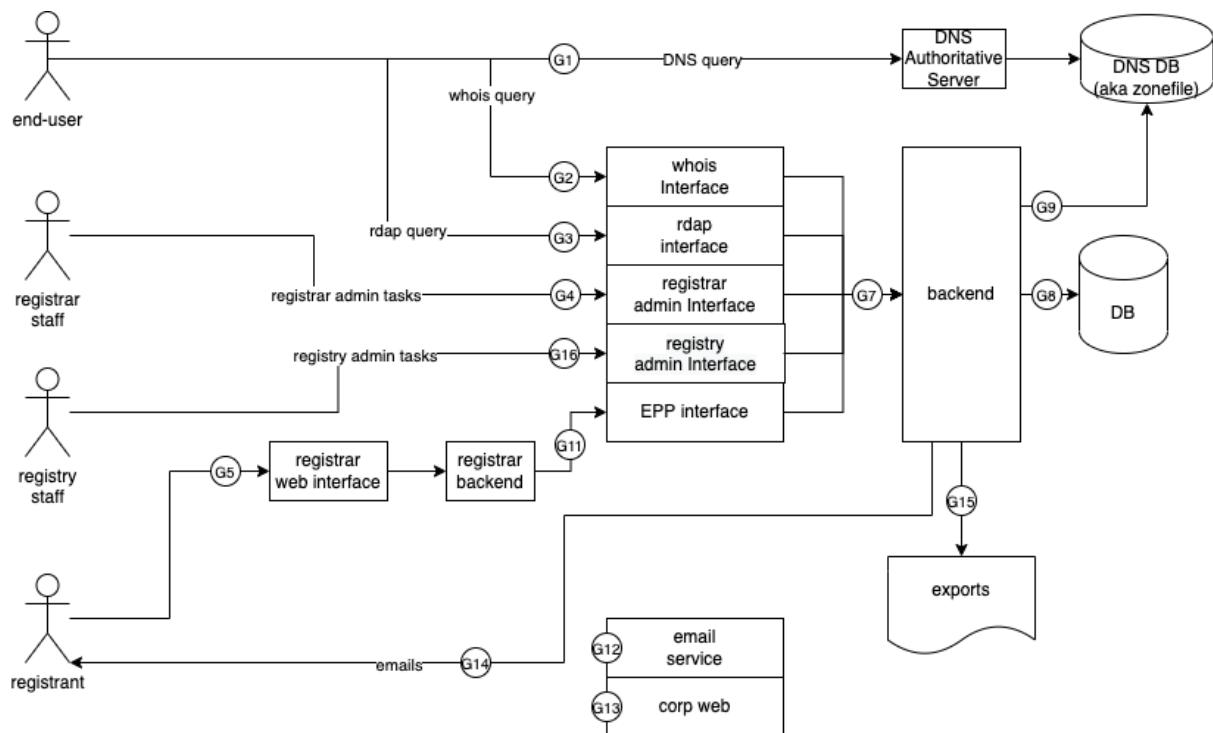 end-user
G1
DNS query
DNS
Authoritative
Server
DNS DB
(aka zonefile)
whois query
G2
whois
Interface
registrar
staff
rdap query
G3
rdap
interface
registrar admin tasks
G4
registrar
admin Interface
G7
backend
G9
G8
DB
registry
staff
registry admin tasks
G16
registry
admin Interface
EPP interface
G5
registrar
web interface
registrar
backend
G11
G15
exports
registrant
emails
G14
G12
email
service
G13
corp web